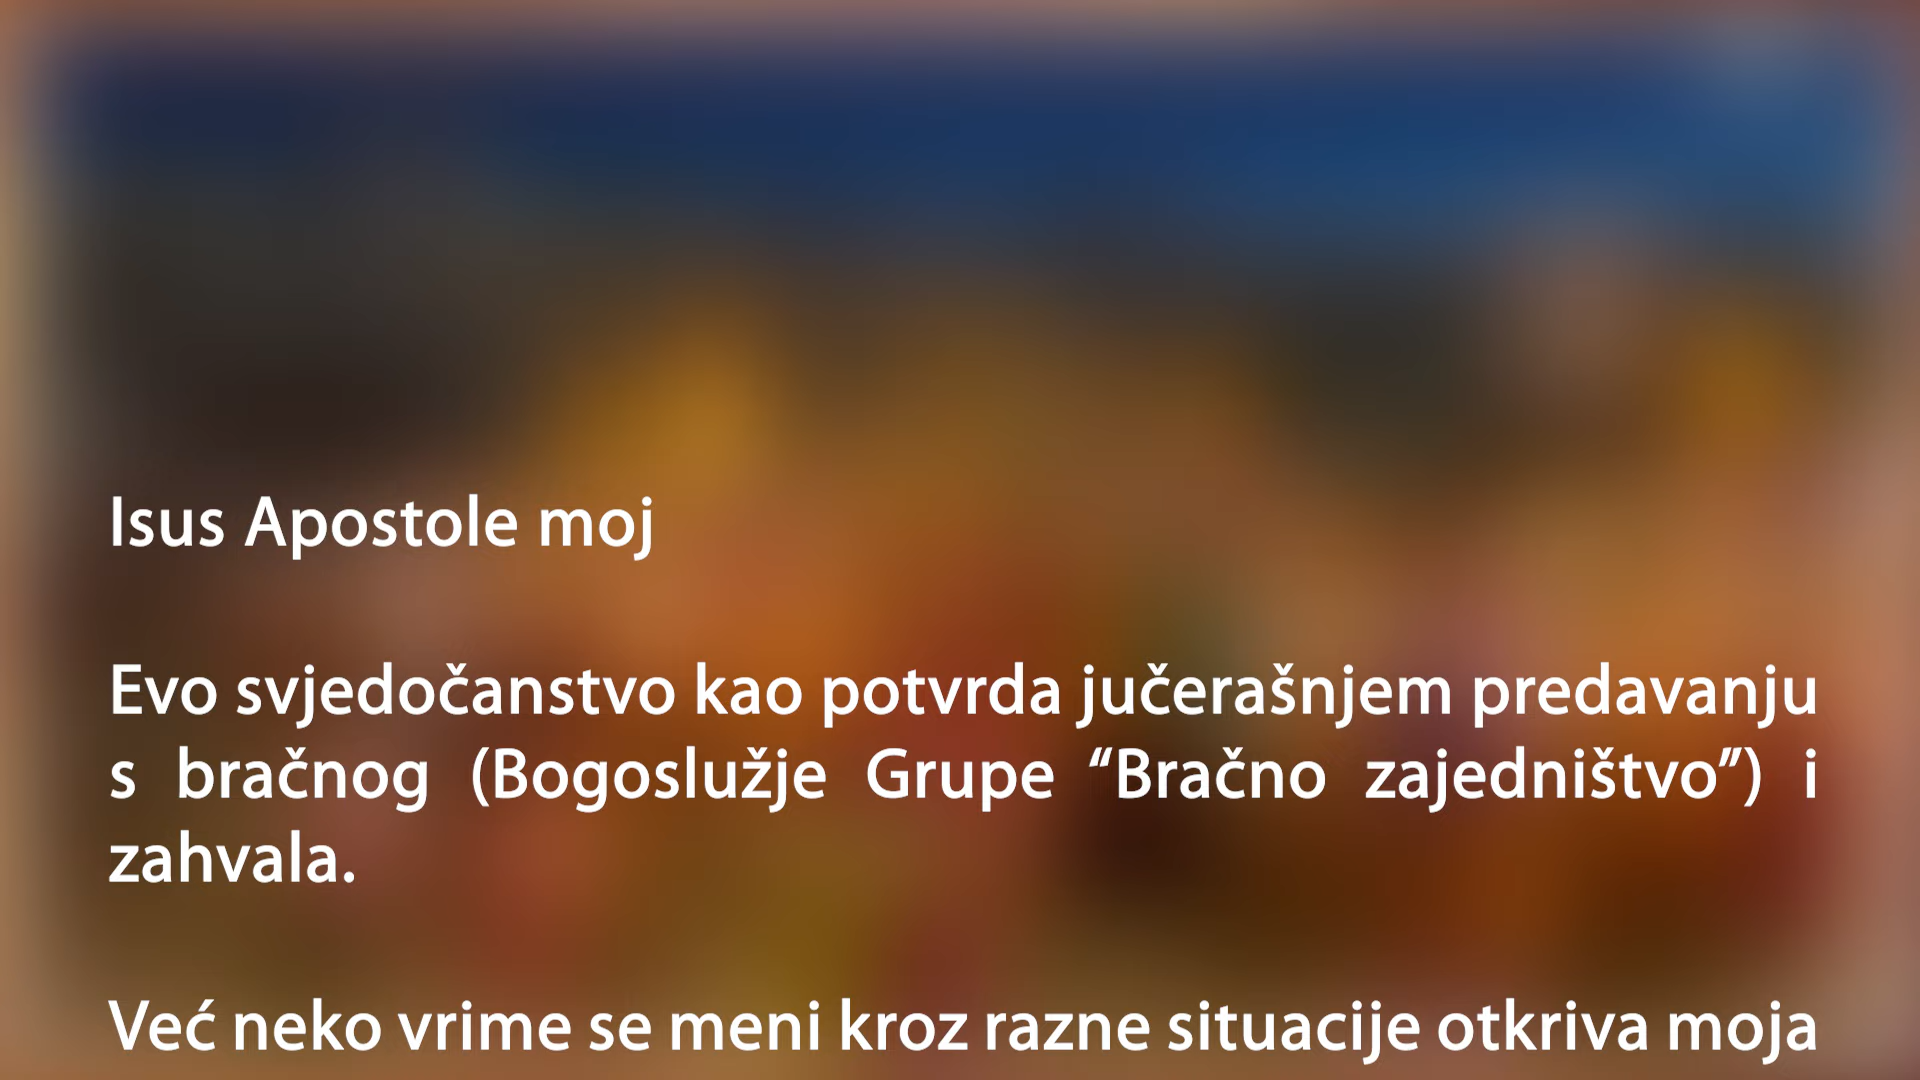 Isus Apostole moj
Evo svjedočanstvo kao potvrda jučerašnjem predavanju
s bračnog (Bogoslužje Grupe “Bračno zajedništvo”) i
zahvala.
Već neko vrime se meni kroz razne situacije otkriva moja